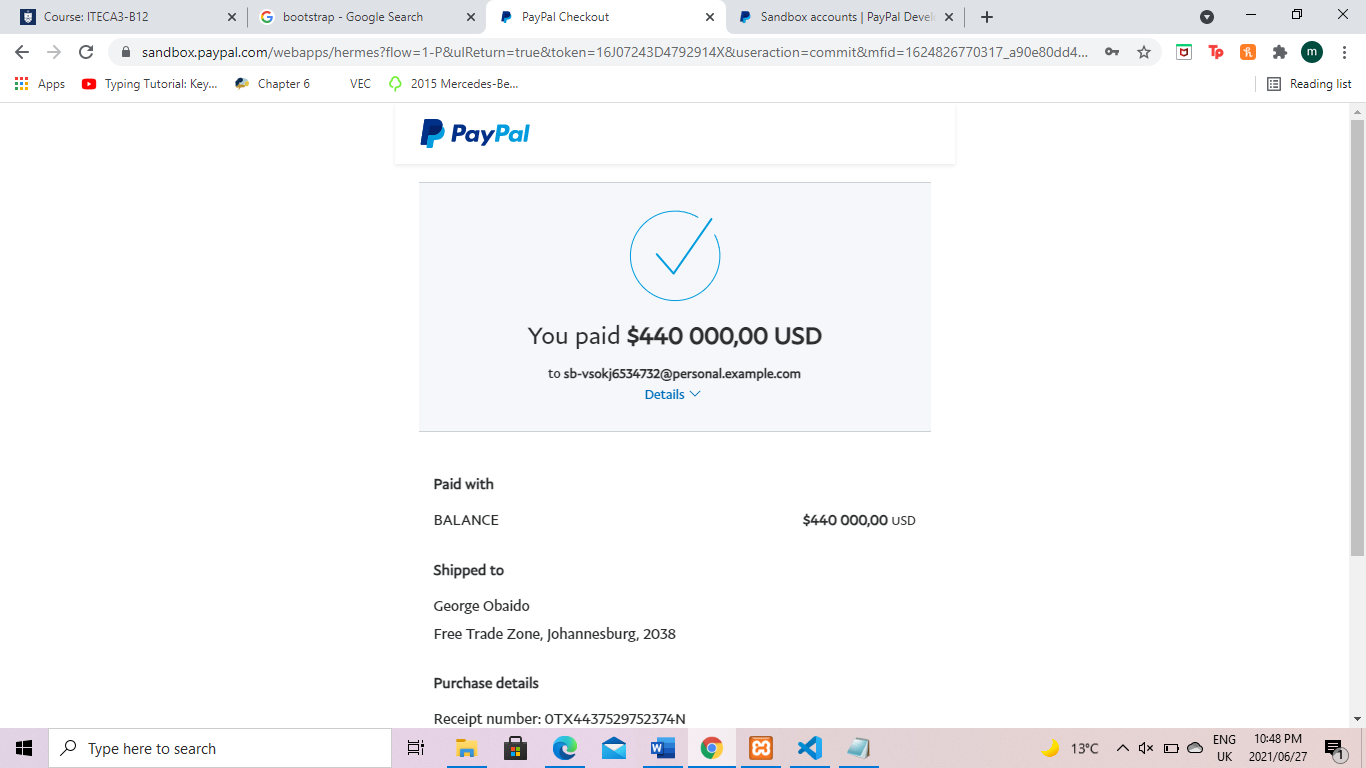 Course: ITECA3-B12
bootstrap - Google Search
PayPal Checkout
Sandbox accounts | PayPal Devel
sandbox.paypal.com/webapps/hermes?flow=1-P&ulReturn=true&token=16J07243D4792914X&useraction=commit&mfid=1624826770317_a90e80dd4...
m
Apps
Typing Tutorial: Key...
Chapter 6
VEC
2015 Mercedes-Be...
Reading list
PayPal
You paid $440 000,00 USD
to sb-vsokj6534732@personal.example.com
Details
Paid with
BALANCE $440 000,00 USD
Shipped to
George Obaido
Free Trade Zone, Johannesburg, 2038
Purchase details
Receipt number: 0TX4437529752374N
Type here to search
13°C
ENG
UK
10:48 PM
2021/06/27
1